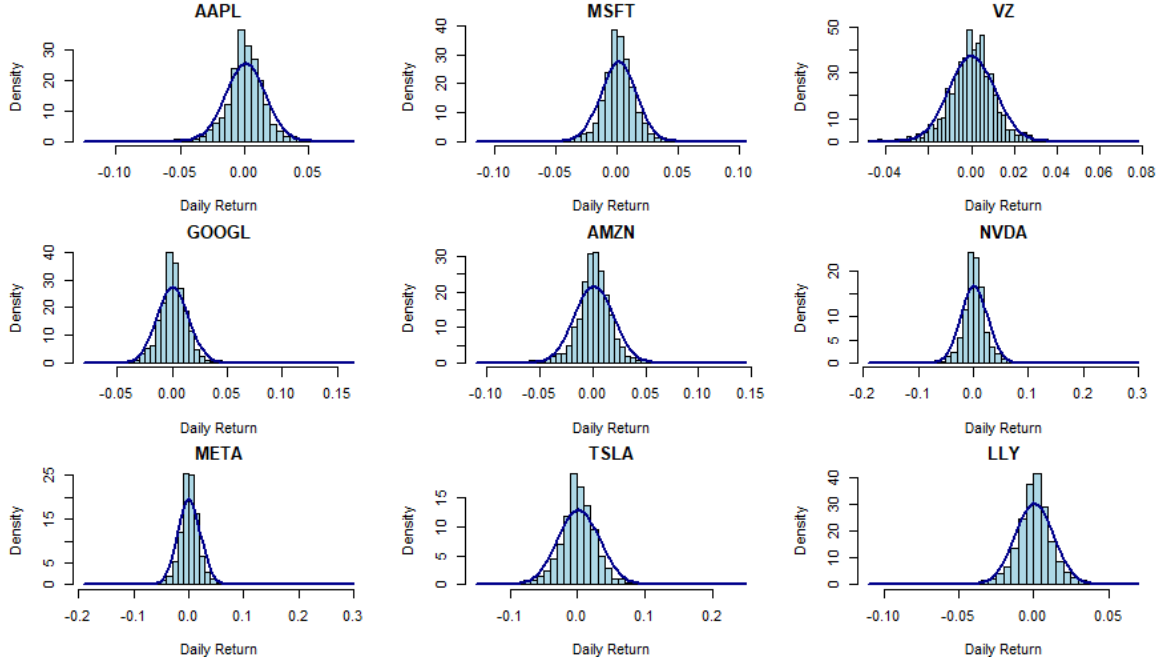 AAPL
Density
0 10 20 30
-0.10 -0.05 0.00 0.05
Daily Return
MSFT
Density
0 10 20 30 40
-0.10 -0.05 0.00 0.05 0.10
Daily Return
VZ
Density
0 10 30 50
-0.04 0.00 0.02 0.04 0.06 0.08
Daily Return
GOOGL
Density
0 10 20 30 40
-0.05 0.00 0.05 0.10 0.15
Daily Return
AMZN
Density
0 5 10 20 30
-0.10 -0.05 0.00 0.05 0.10 0.15
Daily Return
NVDA
Density
0 5 10 20
-0.2 -0.1 0.0 0.1 0.2 0.3
Daily Return
META
Density
0 5 15 25
-0.2 -0.1 0.0 0.1 0.2 0.3
Daily Return
TSLA
Density
0 5 10 15
-0.1 0.0 0.1 0.2
Daily Return
LLY
Density
0 10 20 30 40
-0.10 -0.05 0.00 0.05
Daily Return